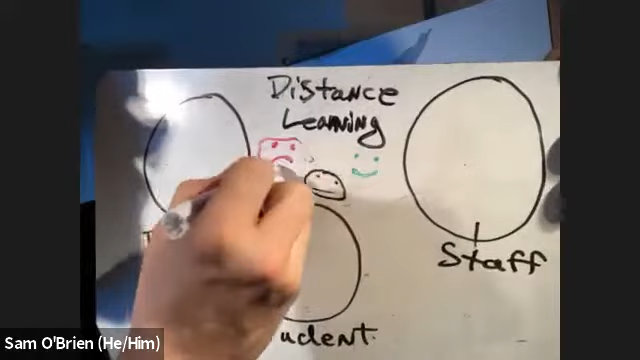 Distance
Learning
Staff
udent.
Sam O'Brien (He/Him)